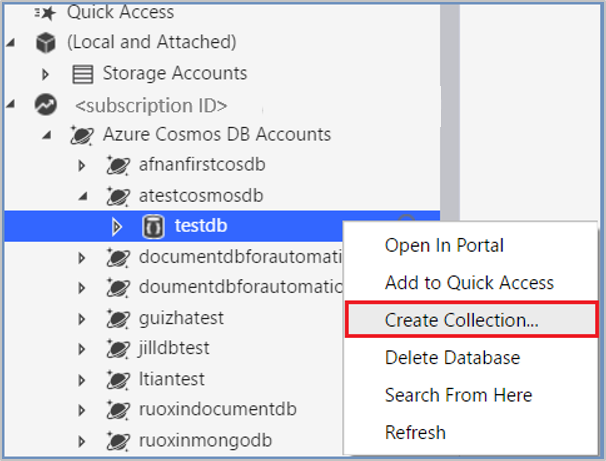 Quick Access
(Local and Attached)
Storage Accounts
<subscription ID>
Azure Cosmos DB Accounts
afnanfirstcosdb
atestcosmosdb
testdb
documentdbforautomati
doumentdbforautomatio
guizhatest
jilldbtest
ltiantest
ruoxindocumentdb
ruoxinmongodb
Open In Portal
Add to Quick Access
Create Collection...
Delete Database
Search From Here
Refresh